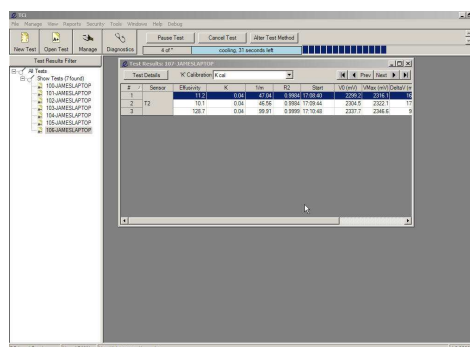 TCi
File Manage View Reports Security Tools Windows Help Debug
New Test Open Test Manage Diagnostics
Pause Test Cancel Test Alter Test Method
4 of * cooling, 31 seconds left
Test Results Filter
All Tests
Show Tests (7found)
100-JAMESLAPTOP
101-JAMESLAPTOP
102-JAMESLAPTOP
103-JAMESLAPTOP
104-JAMESLAPTOP
105-JAMESLAPTOP
106-JAMESLAPTOP
Test Results: 107-JAMESLAPTOP
Test Details 'K' Calibration K cal Prev Next
# Sensor Effusivity K 1/m R2 Start V0 (mV) VMax (mV) DeltaV (m
1 11.2 0.04 47.04 0.9984 17:08:40 2299.2 2316.1 16
2 T2 10.1 0.04 46.56 0.9984 17:09:44 2304.5 2322.1 17
3 128.7 0.04 99.91 0.9999 17:10:48 2337.7 2346.6 9